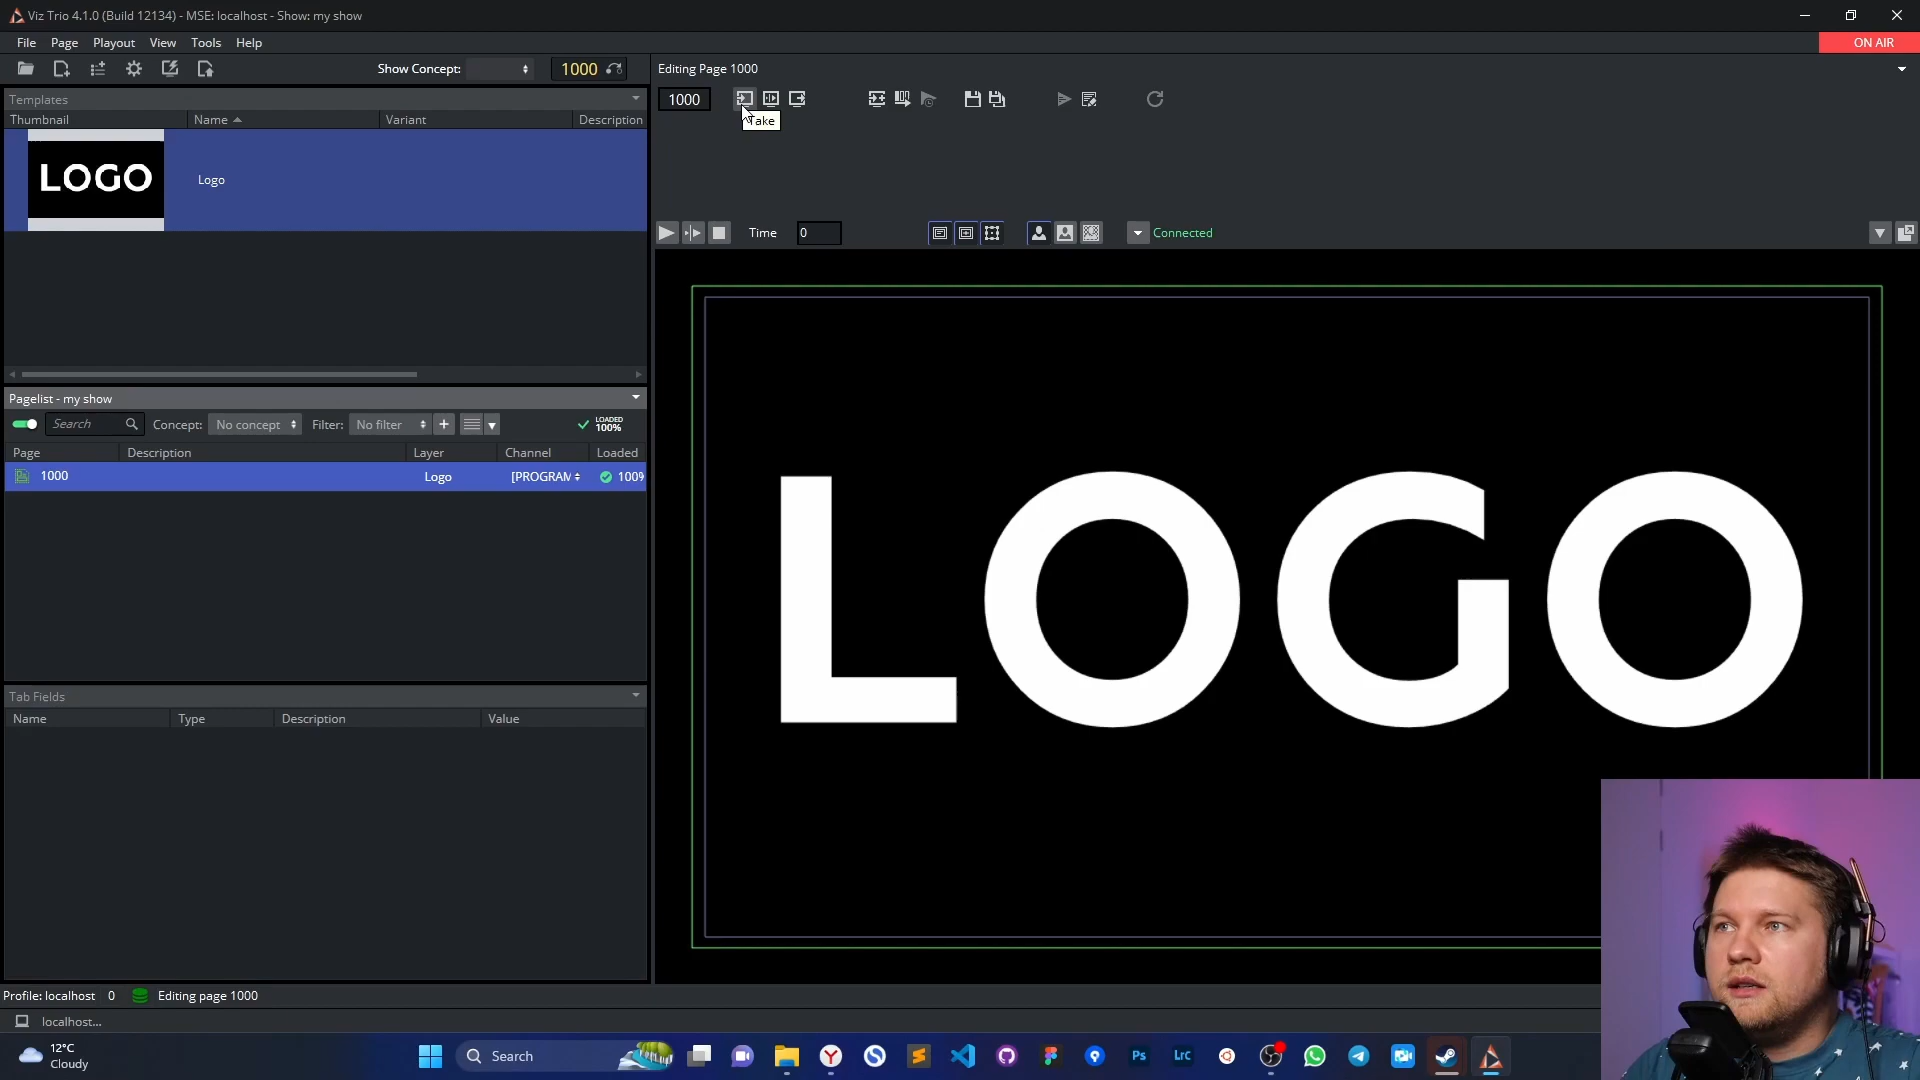 Viz Trio 4.1.0 (Build 12134) - MSE: localhost - Show: my show
File Page Playout View Tools Help
ON AIR
Show Concept:
1000
Editing Page 1000
1000
Take
Templates
Thumbnail Name Variant Description
LOGO
Logo
Time 0
Connected
LOGO
Pagelist - my show
Search Concept: No concept Filter: No filter + LOADED
100%
Page Description Layer Channel Loaded
1000 Logo [PROGRAM 100%
Tab Fields
Name Type Description Value
Profile: localhost 0 Editing page 1000
localhost...
12°C
Cloudy
Search
Ps
Lrc